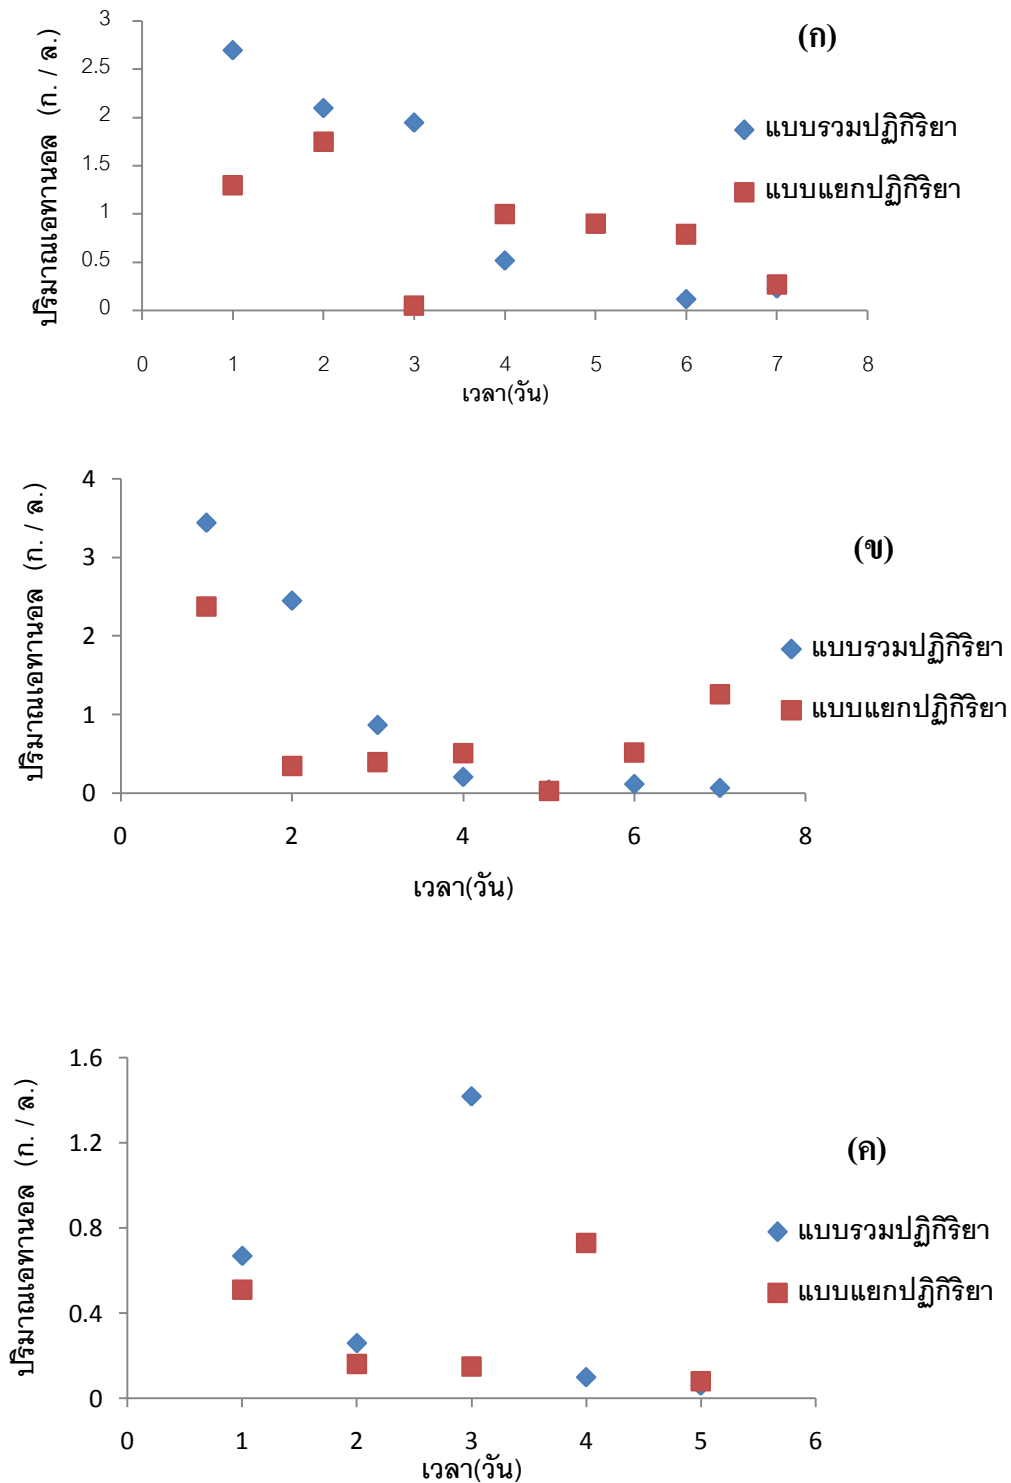 (ก)
ปริมาณเอทานอล (ก. / ล.)
3
2.5
2
1.5
1
0.5
0
แบบรวมปฏิกิริยา
แบบแยกปฏิกิริยา
0 1 2 3 4 5 6 7 8
เวลา(วัน)
(ข)
ปริมาณเอทานอล (ก. / ล.)
4
3
2
1
0
แบบรวมปฏิกิริยา
แบบแยกปฏิกิริยา
0 2 4 6 8
เวลา(วัน)
(ค)
ปริมาณเอทานอล (ก. / ล.)
1.6
1.2
0.8
0.4
0
แบบรวมปฏิกิริยา
แบบแยกปฏิกิริยา
0 1 2 3 4 5 6
เวลา(วัน)